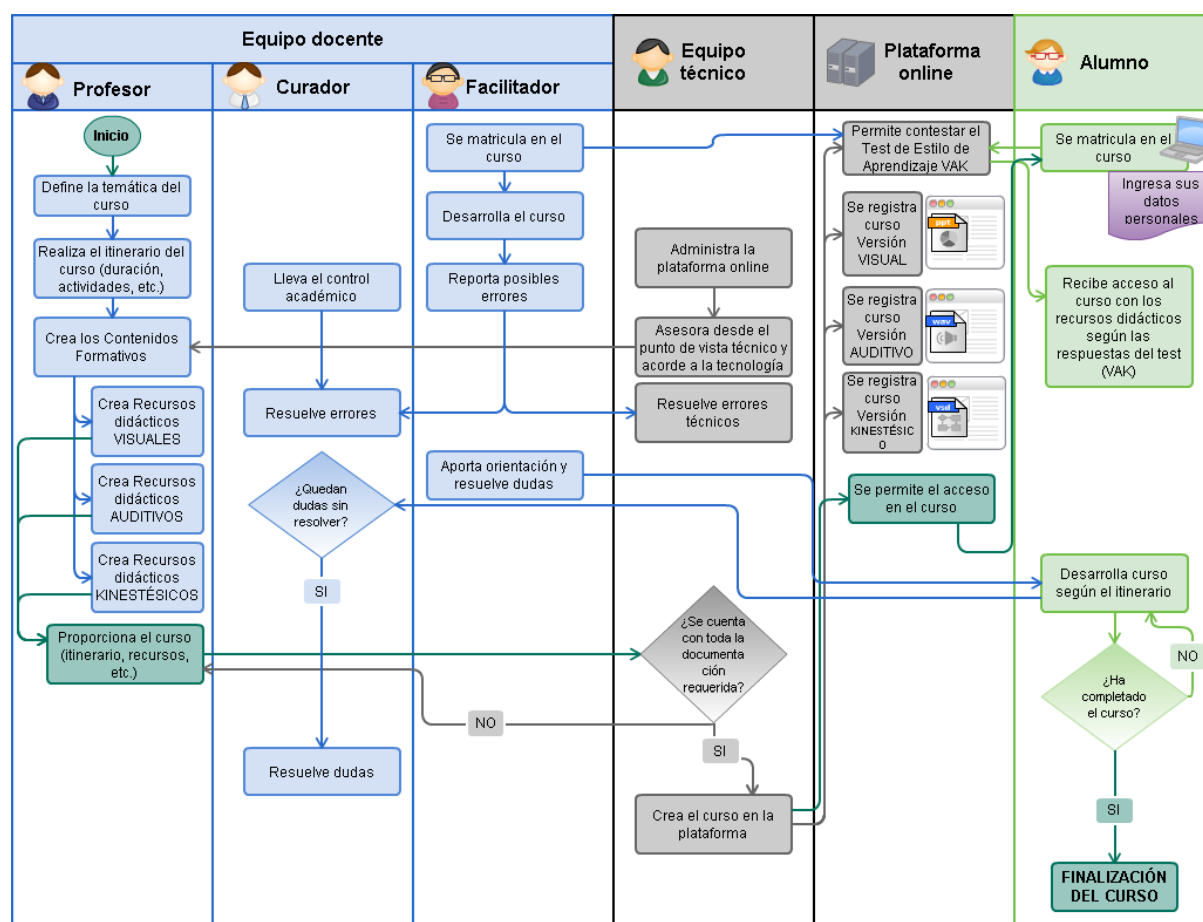 Equipo docente
Profesor
Curador
Facilitador
Equipo
técnico
Plataforma
online
Alumno
Inicio
Define la temática del
curso
Realiza el itinerario del
curso (duración,
actividades, etc.)
Crea los Contenidos
Formativos
Crea Recursos
didácticos
VISUALES
Crea Recursos
didácticos
AUDITIVOS
Crea Recursos
didácticos
KINESTÉSICOS
Proporciona el curso
(itinerario, recursos,
etc.)
Lleva el control
académico
Resuelve errores
¿Quedan
dudas sin
resolver?
SI
Resuelve dudas
Se matricula en el
curso
Desarrolla el curso
Reporta posibles
errores
Aporta orientación y
resuelve dudas
NO
Administra la
plataforma online
Asesora desde el
punto de vista técnico y
acorde a la tecnología
Resuelve errores
técnicos
¿Se cuenta
con toda la
documenta
ción
requerida?
SI
Crea el curso en la
plataforma
Permite contestar el
Test de Estilo de
Aprendizaje VAK
Se registra
curso
Versión
VISUAL
ppt
Se registra
curso
Versión
AUDITIVO
wav
Se registra
curso
Versión
KINESTÉSIC
O
vsd
Se permite el acceso
en el curso
Se matricula en el
curso
Ingresa sus
datos
personales
Recibe acceso al
curso con los
recursos didácticos
según las
respuestas del test
(VAK)
Desarrolla curso
según el itinerario
NO
¿Ha
completado
el curso?
SI
FINALIZACIÓN
DEL CURSO